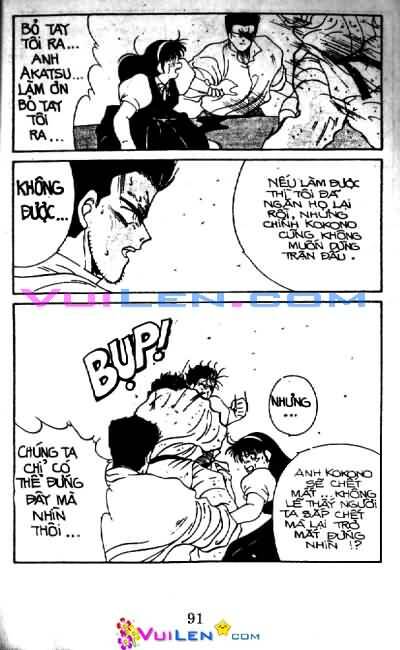 BỎ TAY
TÔI RA...
ANH
AKATSU...
LÀM ƠN
BỎ TAY
TÔI
RA...
KHÔNG
ĐƯỢC...
NẾU LÀM ĐƯỢC
THÌ TÔI ĐÃ
NGĂN HỌ LẠI
RỒI, NHƯNG
CHÍNH KOKONO
CŨNG KHÔNG
MUỐN DỪNG
TRẬN ĐẤU.
VUILEN.COM
BỤP!
NHƯNG
...
CHÚNG TA
CHỈ CÓ
THỂ ĐỨNG
ĐÂY MÀ
NHÌN
THÔI...
ANH KOKONO
SẼ CHẾT
MẤT... KHÔNG
LẼ THẤY NGƯỜI
TA SẮP CHẾT
MÀ LẠI TRỐ
MẮT ĐỨNG
NHÌN !?
91
VUILEN.COM